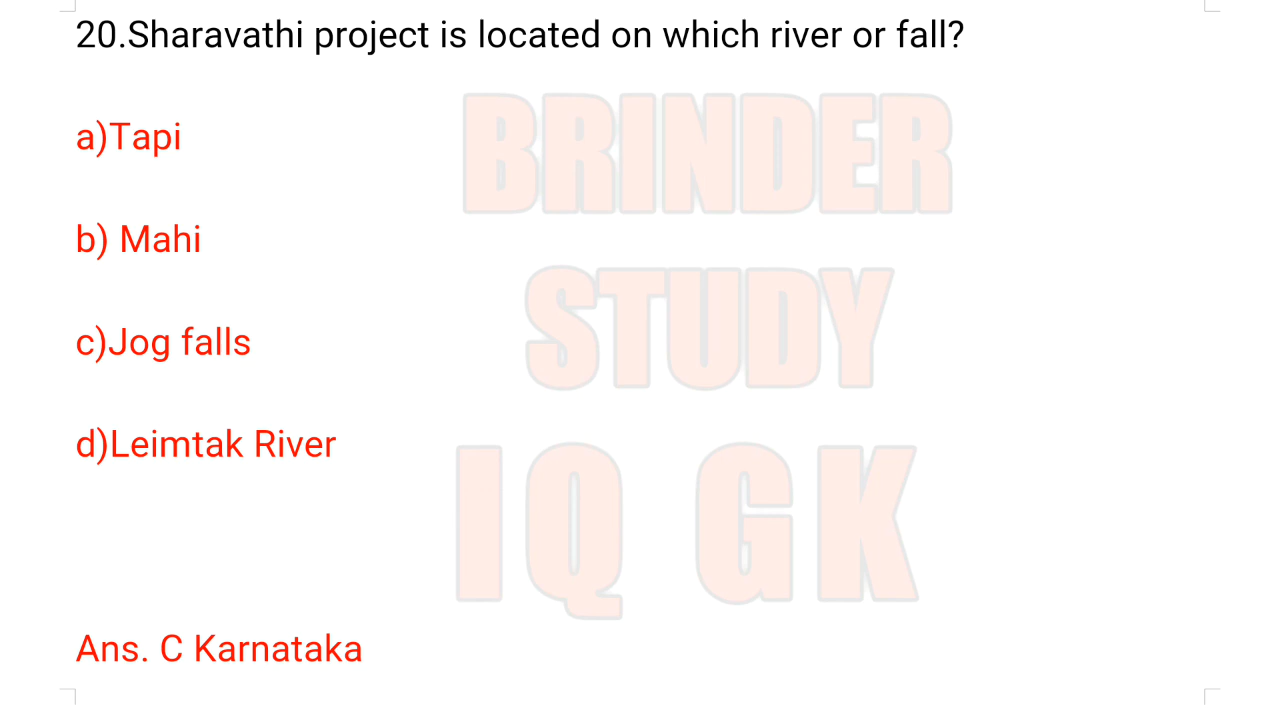 20.Sharavathi project is located on which river or fall?
a)Tapi
b) Mahi
c)Jog falls
d)Leimtak River
Ans. C Karnataka
BRINDER
STUDY
IQ GK